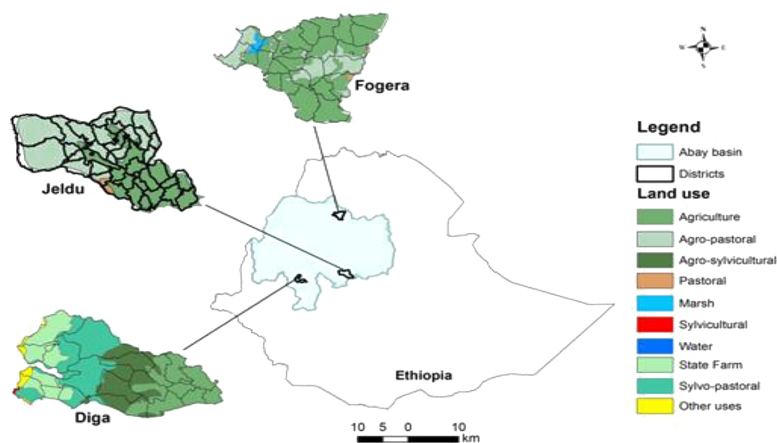 N
W E
S
Fogera
Jeldu
Diga
Ethiopia
10 5 0 10
km
Legend
Abay basin
Districts
Land use
Agriculture
Agro-pastoral
Agro-sylvicultural
Pastoral
Marsh
Sylvicultural
Water
State Farm
Sylvo-pastoral
Other uses